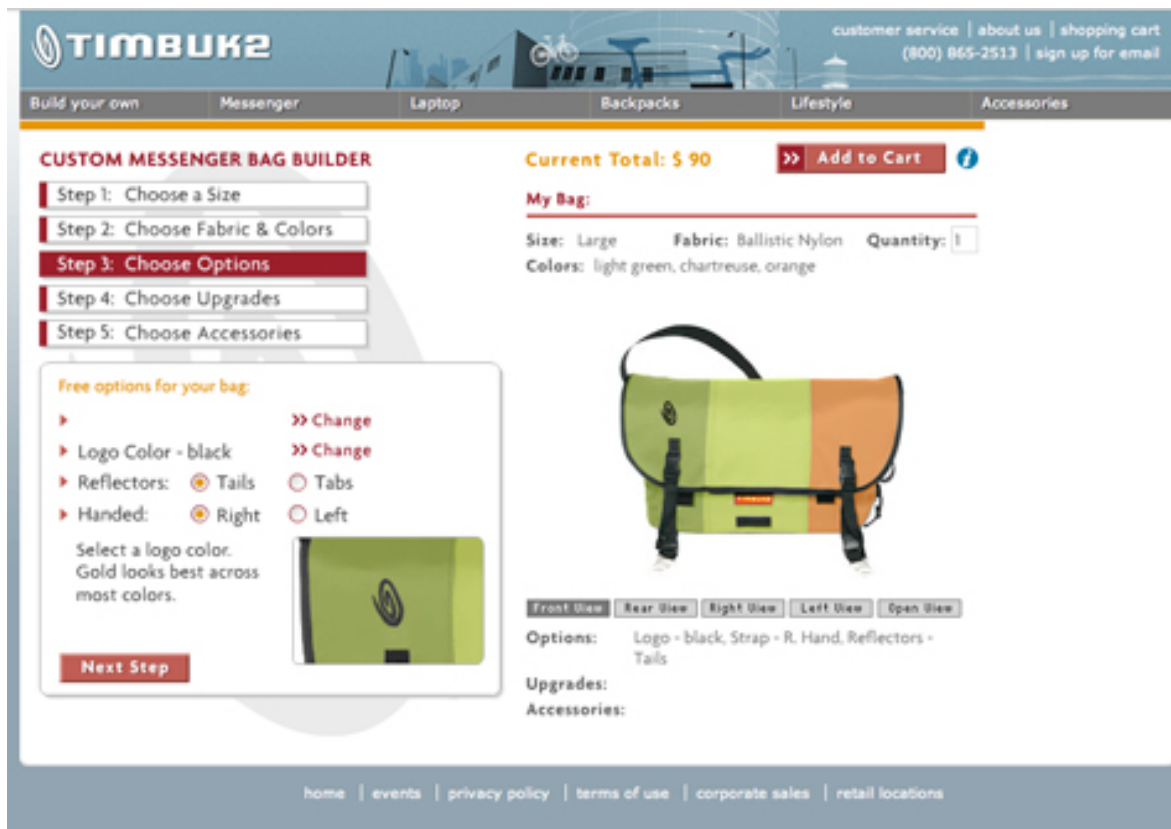 TIMBUK2
customer service | about us | shopping cart
(800) 865-2513 | sign up for email
Build your own Messenger Laptop Backpacks Lifestyle Accessories
CUSTOM MESSENGER BAG BUILDER
Step 1: Choose a Size
Step 2: Choose Fabric & Colors
Step 3: Choose Options
Step 4: Choose Upgrades
Step 5: Choose Accessories
Free options for your bag:
>> Change
Logo Color - black >> Change
Reflectors: Tails Tabs
Handed: Right Left
Select a logo color.
Gold looks best across
most colors.
Next Step
Current Total: $ 90 >> Add to Cart i
My Bag:
Size: Large Fabric: Ballistic Nylon Quantity: 1
Colors: light green, chartreuse, orange
TIMBUK2
Front View Rear View Right View Left View Open View
Options: Logo - black, Strap - R. Hand, Reflectors -
Tails
Upgrades:
Accessories:
home | events | privacy policy | terms of use | corporate sales | retail locations